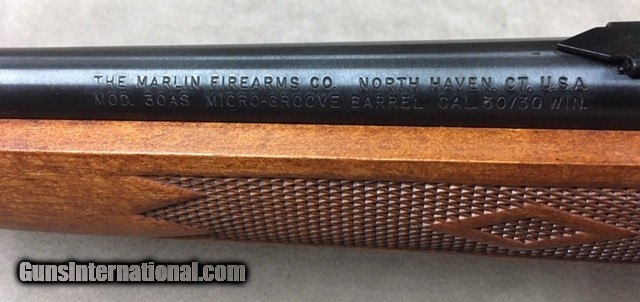 THE MARLIN FIREARMS CO. NORTH HAVEN, CT. U.S.A.
MOD. 30AS MICRO-GROOVE BARREL CAL. 30/30 WIN.
GunsInternational.com